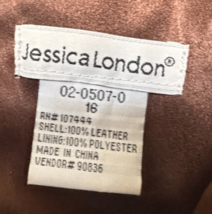 Jessica London®
02-0507-0
16
RN# 107444
SHELL:100% LEATHER
LINING:100% POLYESTER
MADE IN CHINA
VENDOR# 90836